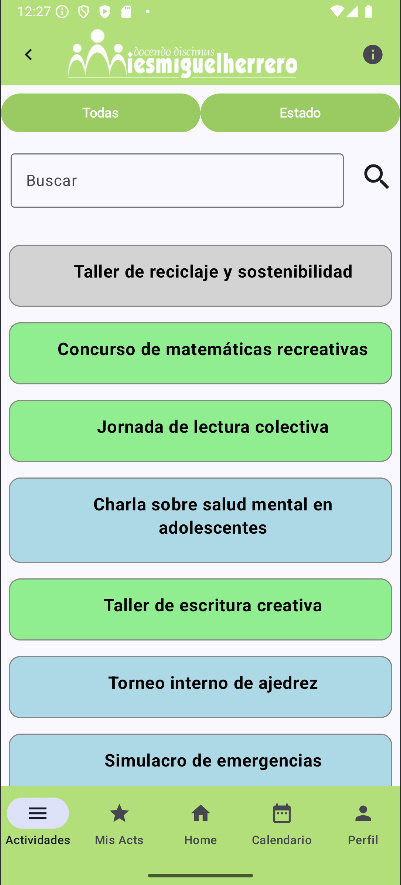 12:27
docendo discimus
iesmiguelherrero
Todas
Estado
Buscar
Taller de reciclaje y sostenibilidad
Concurso de matemáticas recreativas
Jornada de lectura colectiva
Charla sobre salud mental en
adolescentes
Taller de escritura creativa
Torneo interno de ajedrez
Simulacro de emergencias
Actividades
Mis Acts
Home
Calendario
Perfil